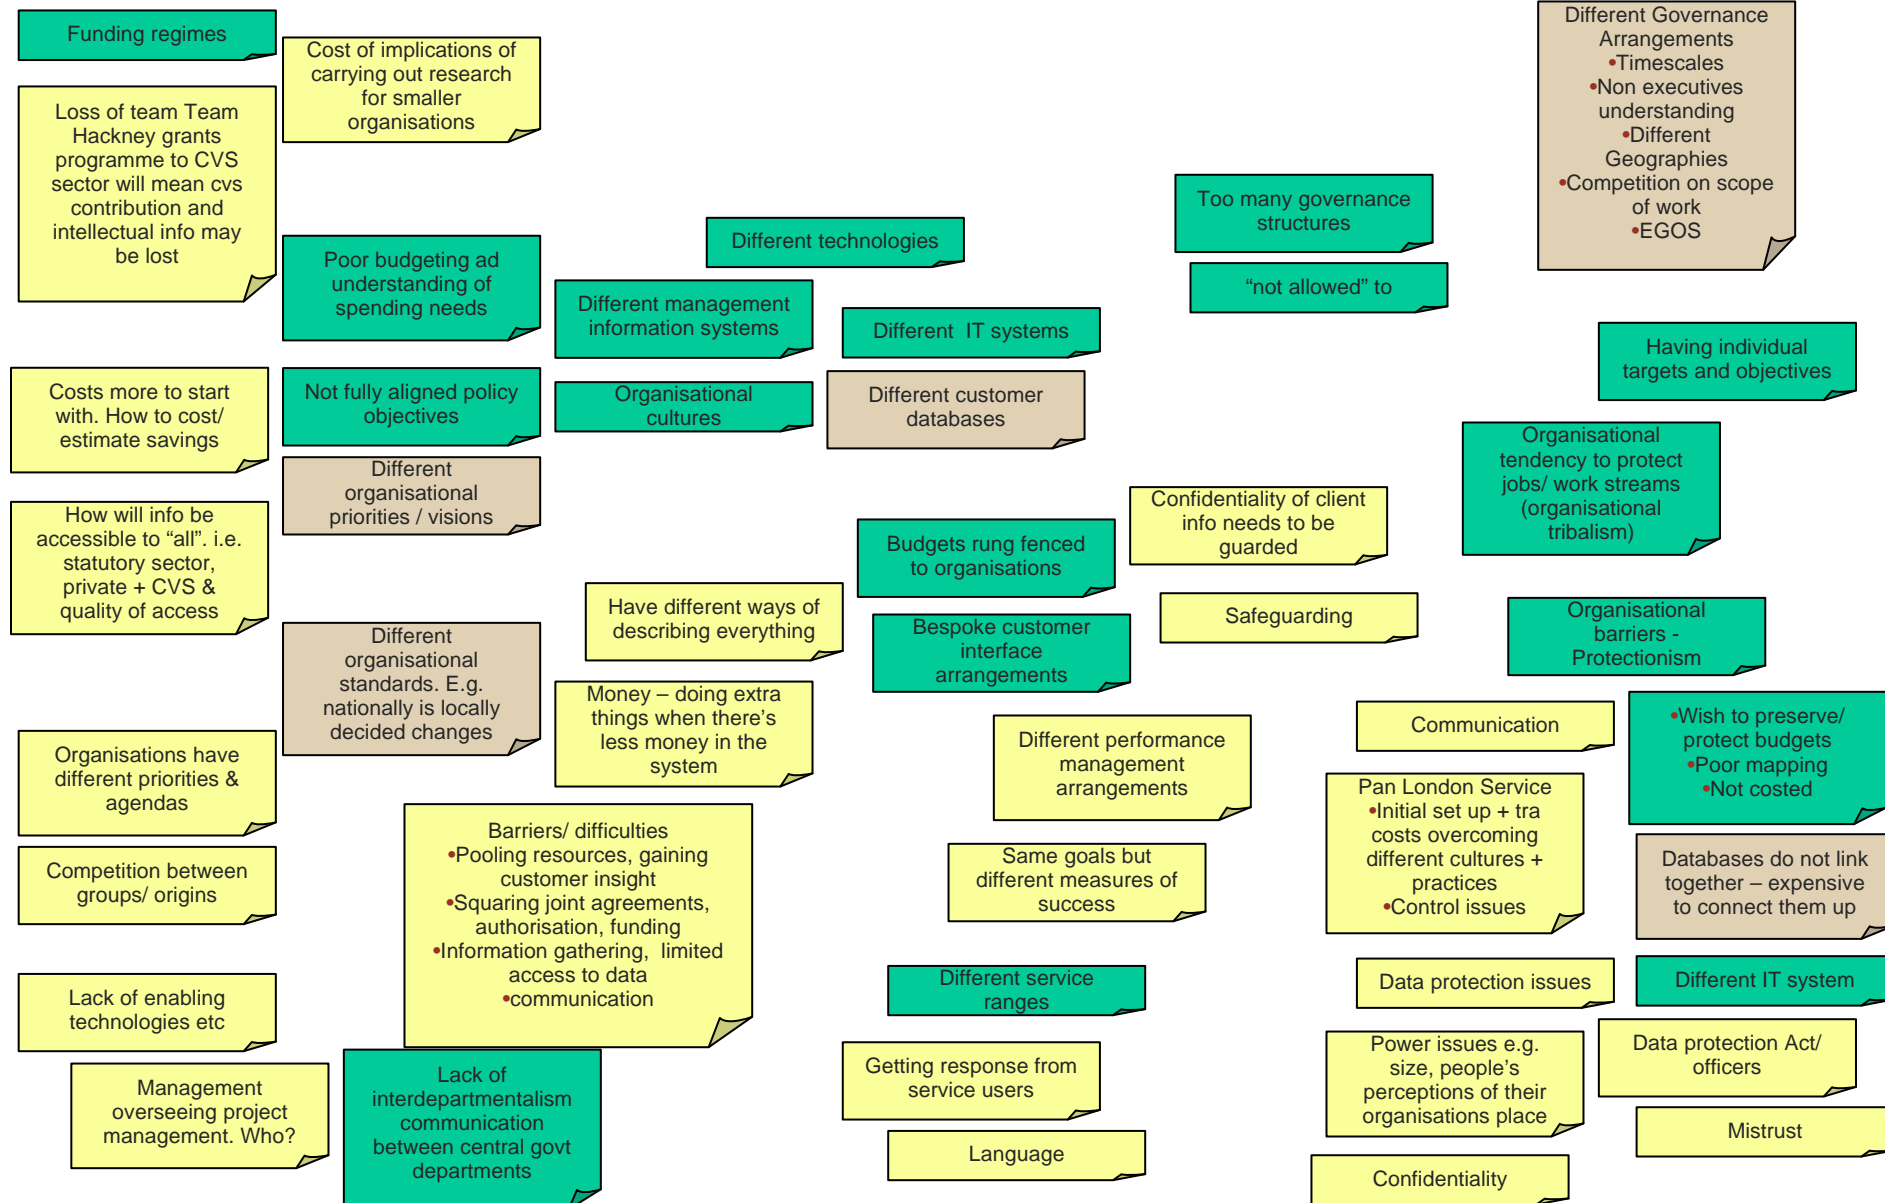 Funding regimes
Cost of implications of
carrying out research
for smaller
organisations
Loss of team Team
Hackney grants
programme to CVS
sector will mean cvs
contribution and
intellectual info may
be lost
Poor budgeting ad
understanding of
spending needs
Different technologies
Different management
information systems
Different IT systems
Too many governance
structures
“not allowed” to
Different Governance
Arrangements
•Timescales
•Non executives
understanding
•Different
Geographies
•Competition on scope
of work
•EGOS
Having individual
targets and objectives
Costs more to start
with. How to cost/
estimate savings
Not fully aligned policy
objectives
Organisational
cultures
Different customer
databases
Different
organisational
priorities / visions
Organisational
tendency to protect
jobs/ work streams
(organisational
tribalism)
How will info be
accessible to “all”. i.e.
statutory sector,
private + CVS &
quality of access
Confidentiality of client
info needs to be
guarded
Budgets rung fenced
to organisations
Have different ways of
describing everything
Safeguarding
Bespoke customer
interface
arrangements
Organisational
barriers -
Protectionism
Different
organisational
standards. E.g.
nationally is locally
decided changes
Money – doing extra
things when there's
less money in the
system
Communication
•Wish to preserve/
protect budgets
•Poor mapping
•Not costed
Organisations have
different priorities &
agendas
Different performance
management
arrangements
Pan London Service
•Initial set up + tra
costs overcoming
different cultures +
practices
•Control issues
Barriers/ difficulties
•Pooling resources, gaining
customer insight
•Squaring joint agreements,
authorisation, funding
•Information gathering, limited
access to data
•communication
Competition between
groups/ origins
Same goals but
different measures of
success
Databases do not link
together – expensive
to connect them up
Lack of enabling
technologies etc
Different service
ranges
Data protection issues
Different IT system
Management
overseeing project
management. Who?
Lack of
interdepartmentalism
communication
between central govt
departments
Getting response from
service users
Power issues e.g.
size, people's
perceptions of their
organisations place
Data protection Act/
officers
Language
Mistrust
Confidentiality